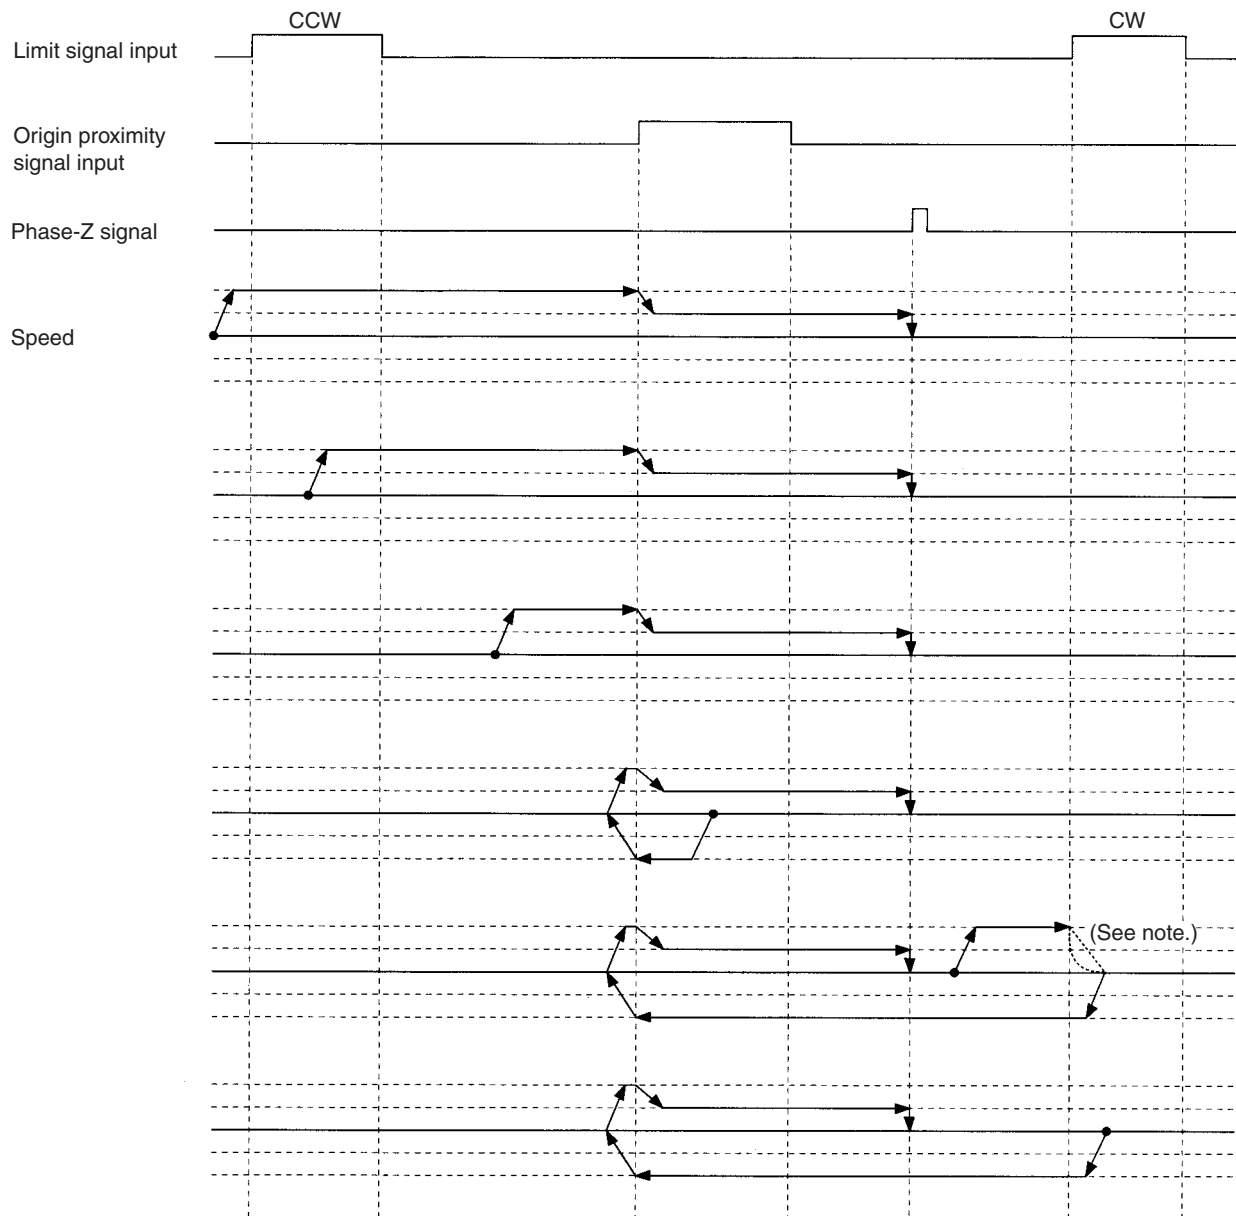 CCW
CW
Limit signal input
Origin proximity
signal input
Phase-Z signal
Speed
(See note.)